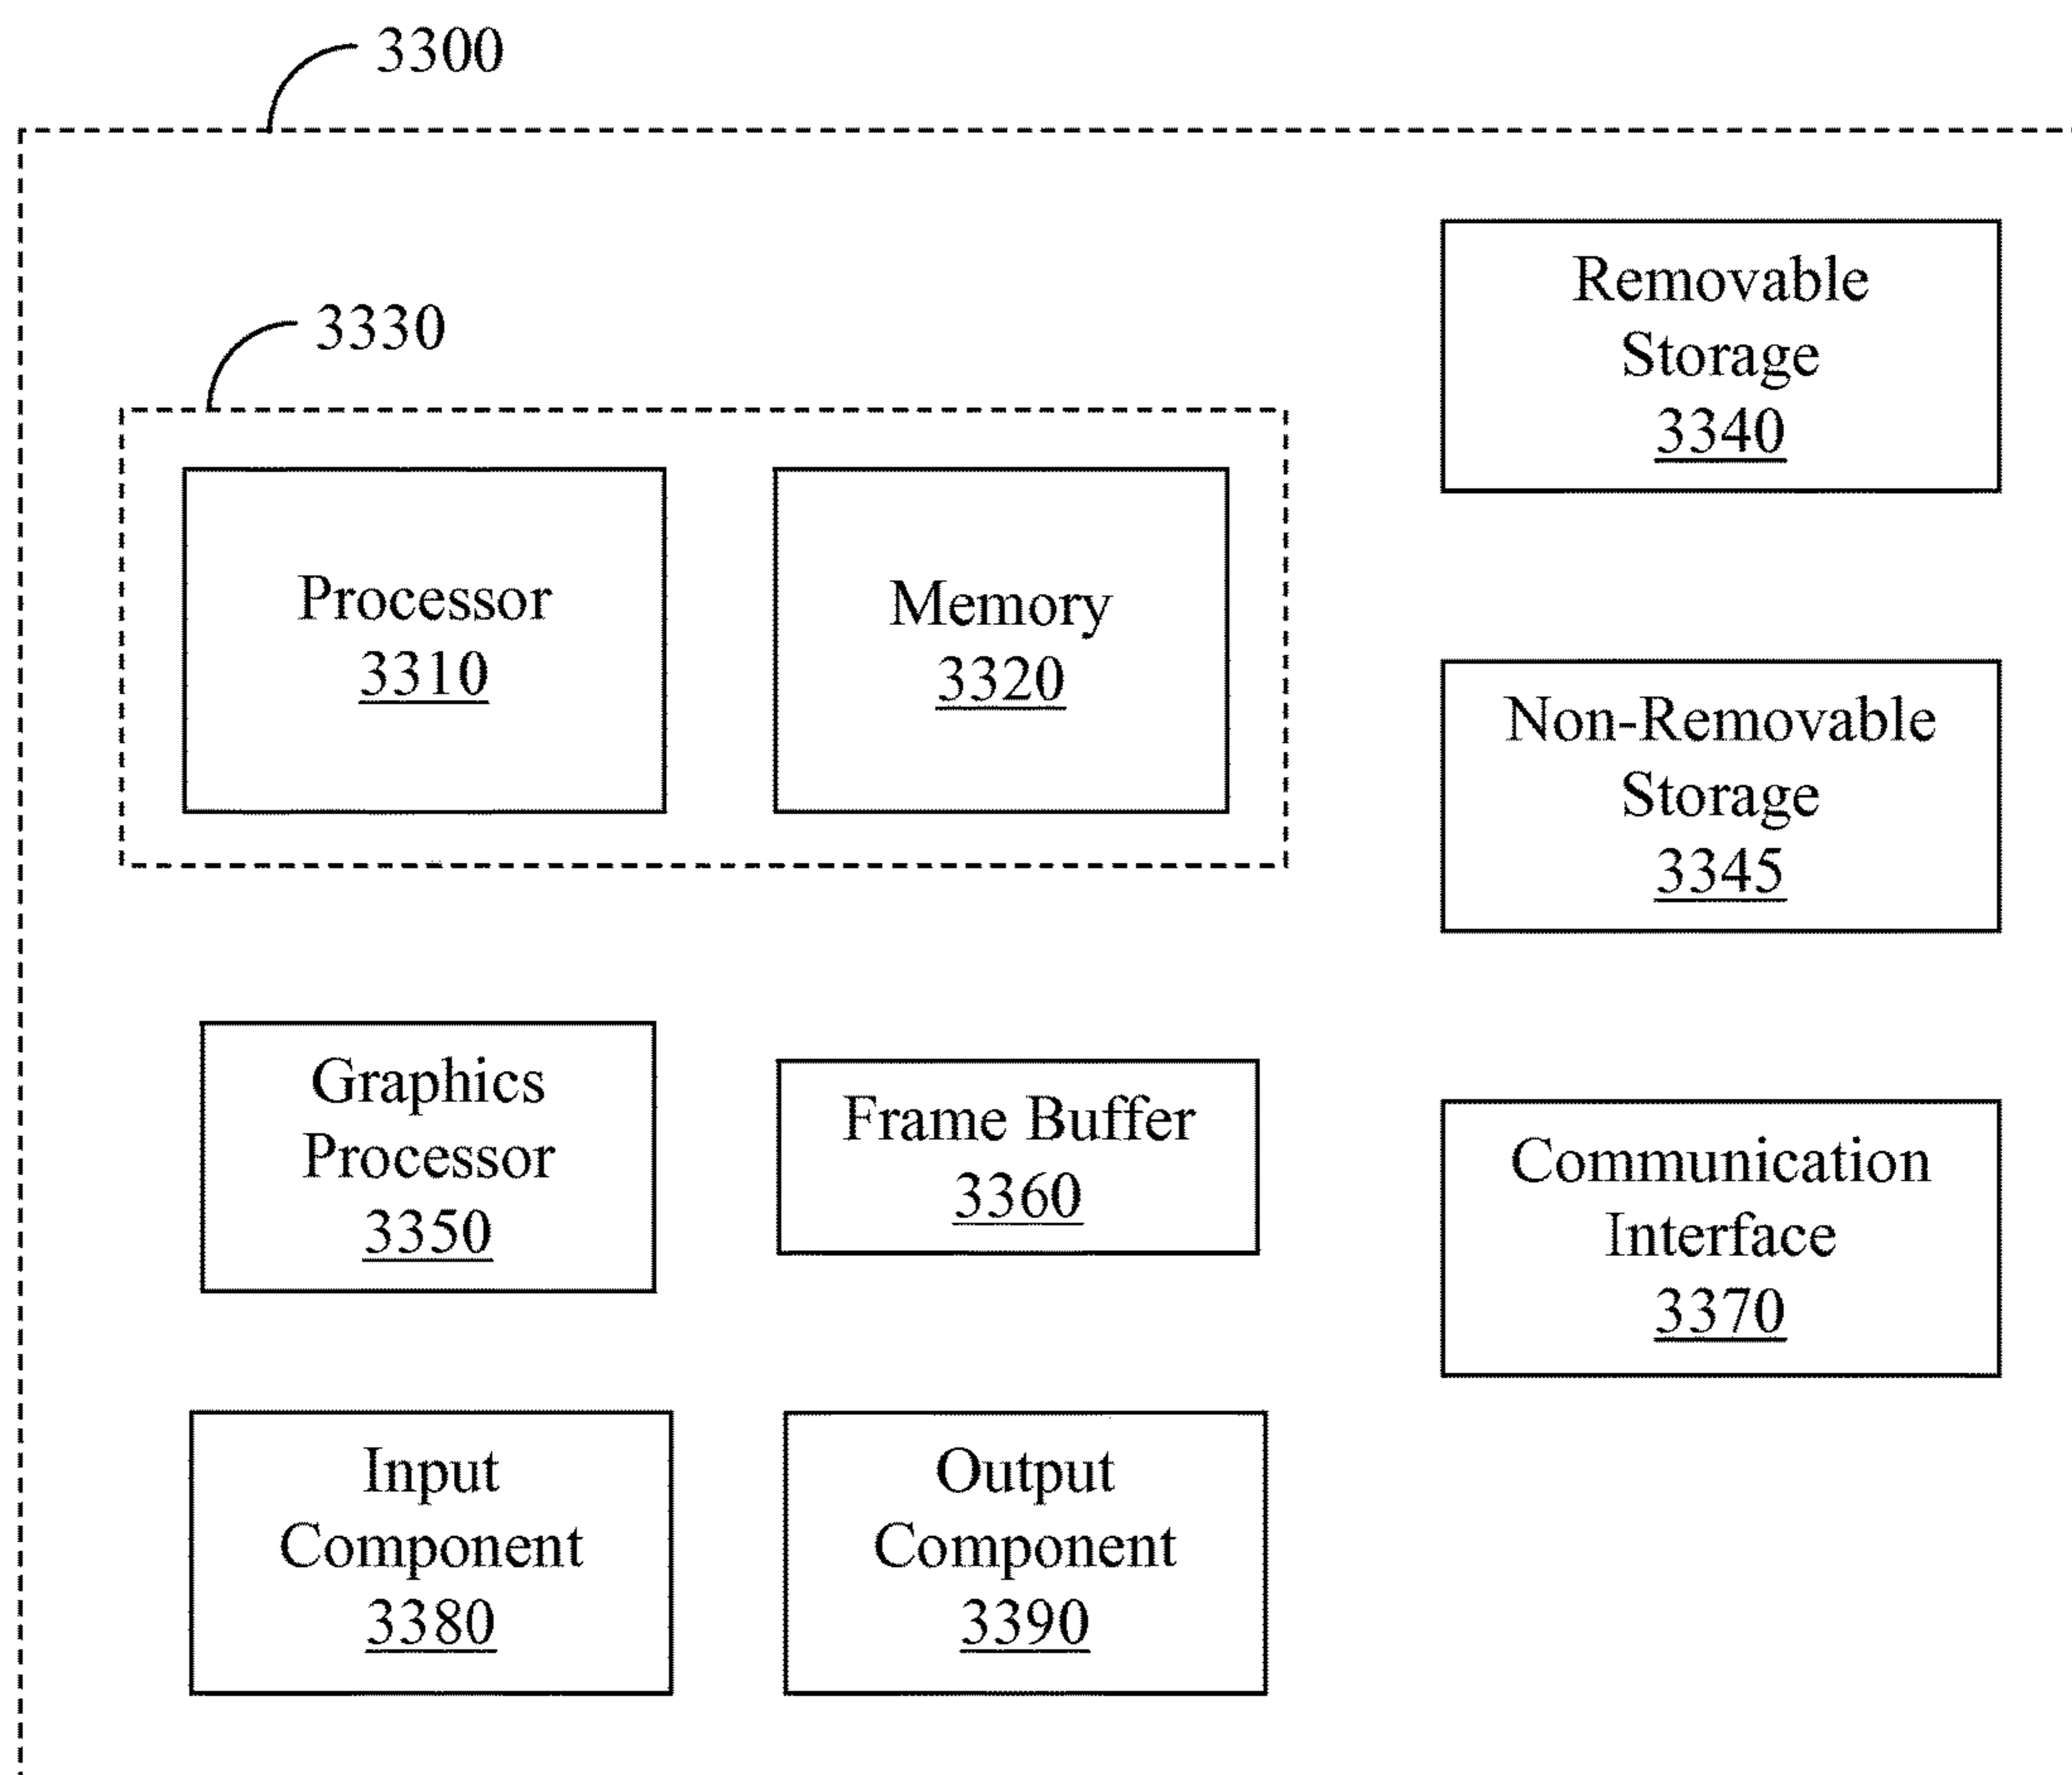 3300
3330
Processor
3310
Memory
3320
Removable
Storage
3340
Non-Removable
Storage
3345
Graphics
Processor
3350
Frame Buffer
3360
Communication
Interface
3370
Input
Component
3380
Output
Component
3390